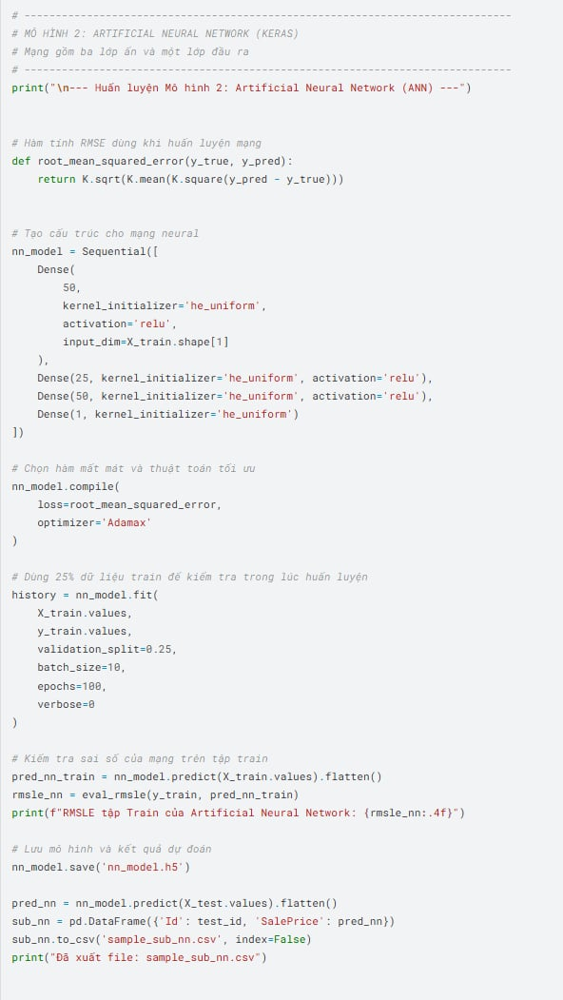 # ------------------------------------------------------------------------------
# MÔ HÌNH 2: ARTIFICIAL NEURAL NETWORK (KERAS)
# Mạng gồm ba lớp ẩn và một lớp đầu ra
# ------------------------------------------------------------------------------
print("\n--- Huấn luyện Mô hình 2: Artificial Neural Network (ANN) ---")
# Hàm tính RMSE dùng khi huấn luyện mạng
def root_mean_squared_error(y_true, y_pred):
    return K.sqrt(K.mean(K.square(y_pred - y_true)))
# Tạo cấu trúc cho mạng neural
nn_model = Sequential([
    Dense(
        50,
        kernel_initializer='he_uniform',
        activation='relu',
        input_dim=X_train.shape[1]
    ),
    Dense(25, kernel_initializer='he_uniform', activation='relu'),
    Dense(50, kernel_initializer='he_uniform', activation='relu'),
    Dense(1, kernel_initializer='he_uniform')
])
# Chọn hàm mất mát và thuật toán tối ưu
nn_model.compile(
    loss=root_mean_squared_error,
    optimizer='Adamax'
)
# Dùng 25% dữ liệu train để kiểm tra trong lúc huấn luyện
history = nn_model.fit(
    X_train.values,
    y_train.values,
    validation_split=0.25,
    batch_size=10,
    epochs=100,
    verbose=0
)
# Kiểm tra sai số của mạng trên tập train
pred_nn_train = nn_model.predict(X_train.values).flatten()
rmsle_nn = eval_rmsle(y_train, pred_nn_train)
print(f"RMSLE tập Train của Artificial Neural Network: {rmsle_nn:.4f}")
# Lưu mô hình và kết quả dự đoán
nn_model.save('nn_model.h5')
pred_nn = nn_model.predict(X_test.values).flatten()
sub_nn = pd.DataFrame({'Id': test_id, 'SalePrice': pred_nn})
sub_nn.to_csv('sample_sub_nn.csv', index=False)
print("Đã xuất file: sample_sub_nn.csv")